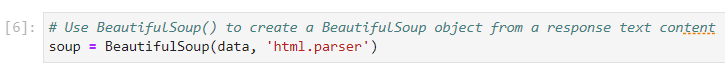 [6]: # Use BeautifulSoup() to create a BeautifulSoup object from a response text content
soup = BeautifulSoup(data, 'html.parser')